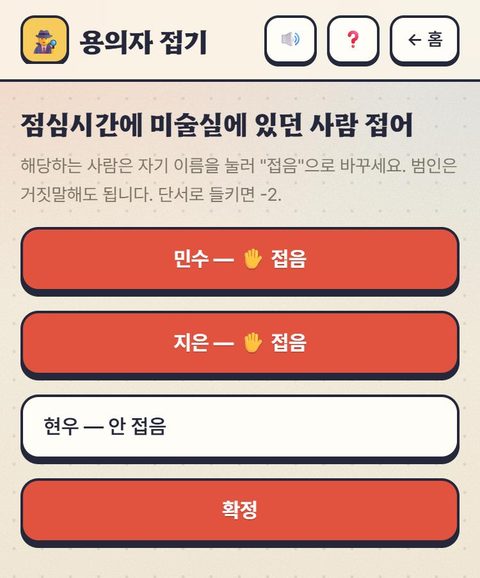 용의자 접기
← 홈
점심시간에 미술실에 있던 사람 접어
해당하는 사람은 자기 이름을 눌러 "접음"으로 바꾸세요. 범인은
거짓말해도 됩니다. 단서로 들키면 -2.
민수 — ✋ 접음
지은 — ✋ 접음
현우 — 안 접음
확정